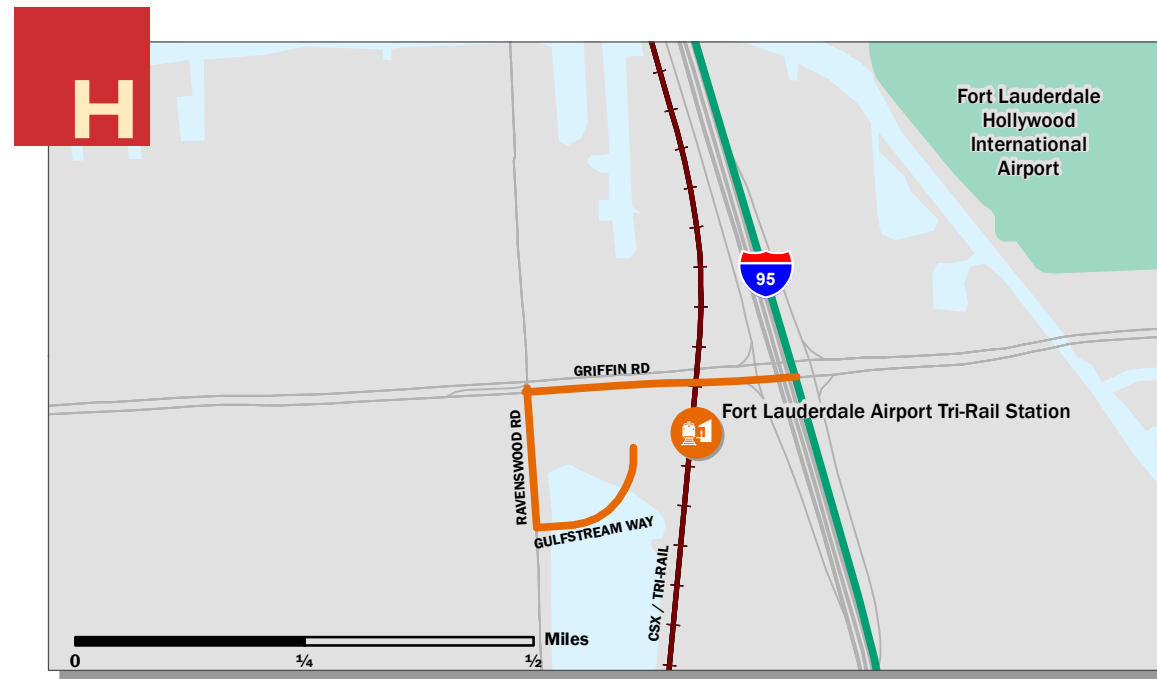 H
Fort Lauderdale
Hollywood
International
Airport
95
GRIFFIN RD
Fort Lauderdale Airport Tri-Rail Station
RAVENSWOOD RD
GULFSTREAM WAY
CSX / TRI-RAIL
Miles
0 ¼ ½